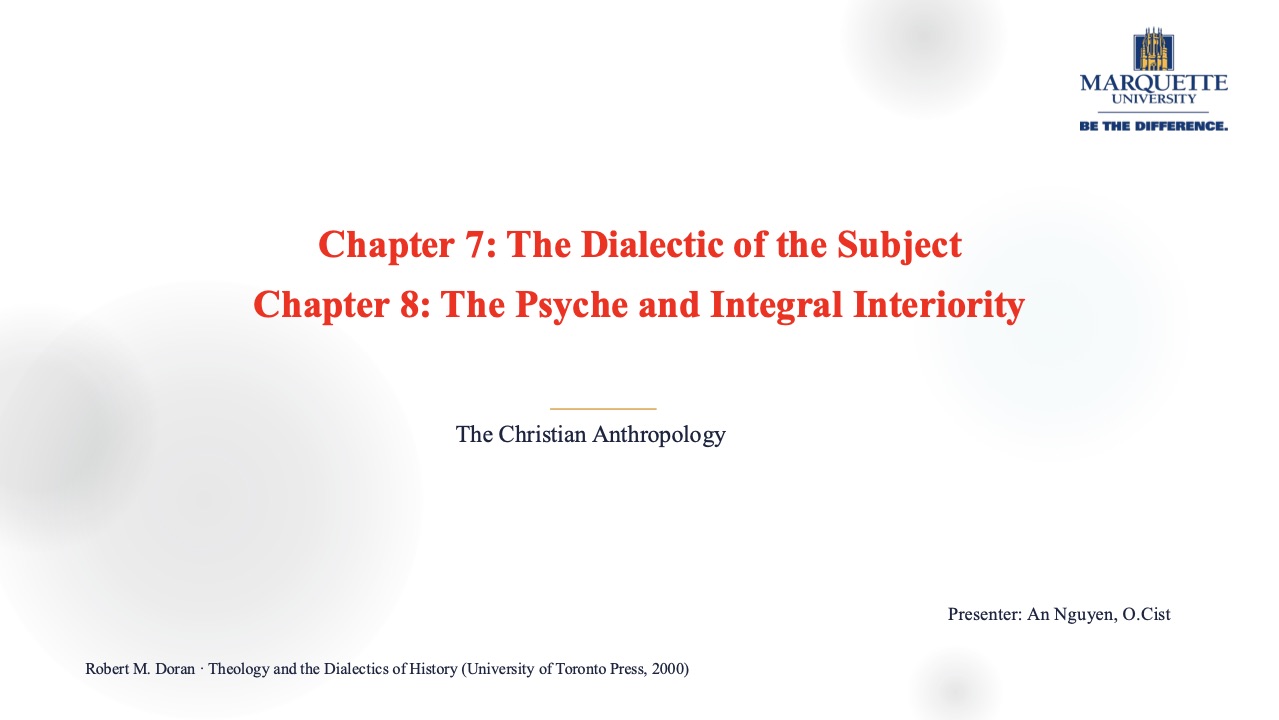 MARQUETTE
UNIVERSITY
BE THE DIFFERENCE.
Chapter 7: The Dialectic of the Subject
Chapter 8: The Psyche and Integral Interiority
The Christian Anthropology
Presenter: An Nguyen, O.Cist
Robert M. Doran · Theology and the Dialectics of History (University of Toronto Press, 2000)